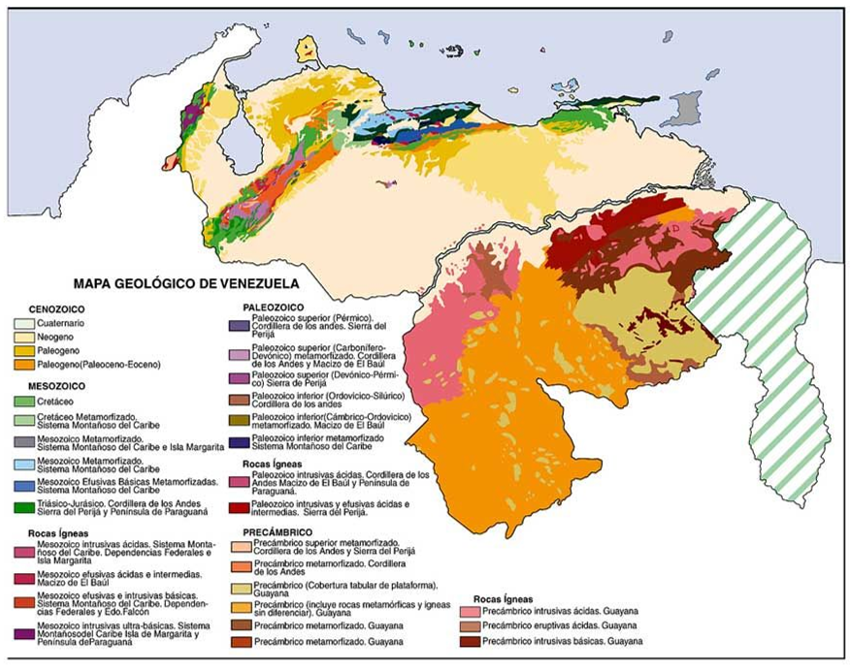 MAPA GEOLÓGICO DE VENEZUELA
CENOZOICO
Cuaternario
Neogeno
Paleogeno
Paleogeno(Paleoceno-Eoceno)
MESOZOICO
Cretáceo
Cretáceo Metamorfizado.
Sistema Montañoso del Caribe
Mesozoico Metamorfizado.
Sistema Montañoso del Caribe e Isla Margarita
Mesozoico Metamorfizado.
Sistema Montañoso del Caribe
Mesozoico Efusivas Básicas Metamorfizadas.
Sistema Montañoso del Caribe
Triásico-Jurásico. Cordillera de los Andes
Sierra del Perijá y Península de Paraguaná
Rocas Ígneas
Mesozoico intrusivas ácidas. Sistema Monta-
ñoso del Caribe. Dependencias Federales e
Isla Margarita
Mesozoico efusivas ácidas e intermedias.
Macizo de El Baúl
Mesozoico efusivas e intrusivas básicas.
Sistema Montañoso del Caribe. Dependen-
cias Federales y Edo.Falcón
Mesozoico intrusivas ultra-básicas. Sistema
Montañosodel Caribe Isla de Margarita y
Península deParaguaná
PALEOZOICO
Paleozoico superior (Pérmico).
Cordillera de los andes. Sierra del
Perijá
Paleozoico superior (Carbonífero-
Devónico) metamorfizado. Cordillera
de los Andes y Macizo de El Baúl
Paleozoico superior (Devónico-Pérmi-
co) Sierra de Perijá
Paleozoico inferior (Ordovícico-Silúrico)
Cordillera de los andes
Paleozoico inferior(Cámbrico-Ordovicico)
metamorfizado. Macizo de El Baúl
Paleozoico inferior metamorfizado
Sistema Montañoso del Caribe
Rocas Ígneas
Paleozoico intrusivas ácidas. Cordillera de los
Andes Macizo de El Baúl y Península de
Paraguaná.
Paleozoico intrusivas y efusivas ácidas e
intermedias. Sierra del Perijá.
PRECÁMBRICO
Precámbrico superior metamorfizado.
Cordillera de los Andes y Sierra del Perijá
Precámbrico metamorfizado. Cordillera
de los Andes
Precámbrico (Cobertura tabular de plataforma).
Guayana
Precámbrico (incluye rocas metamórficas y igneas
sin diferenciar). Guayana
Precámbrico metamorfizado. Guayana
Precámbrico metamorfizado. Guayana
Rocas Ígneas
Precámbrico intrusivas ácidas. Guayana
Precámbrico eruptivas ácidas. Guayana
Precámbrico intrusivas básicas. Guayana
D